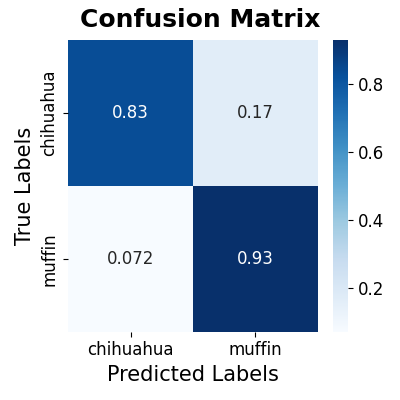 Confusion Matrix
True Labels
chihuahua
0.83 0.17
muffin
0.072 0.93
chihuahua muffin
Predicted Labels
0.8
0.6
0.4
0.2